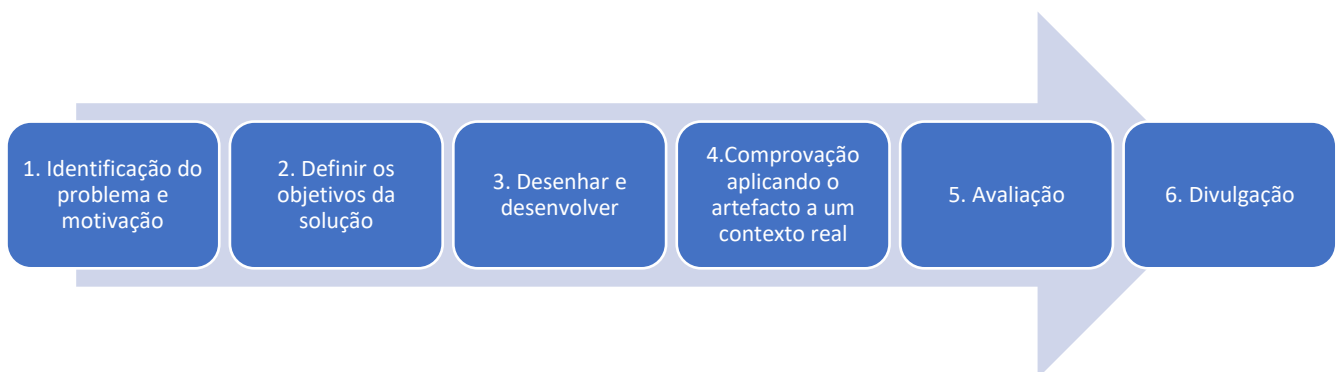 1. Identificação do
problema e
motivação
2. Definir os
objetivos da
solução
3. Desenhar e
desenvolver
4.Comprovação
aplicando o
artefacto a um
contexto real
5. Avaliação
6. Divulgação